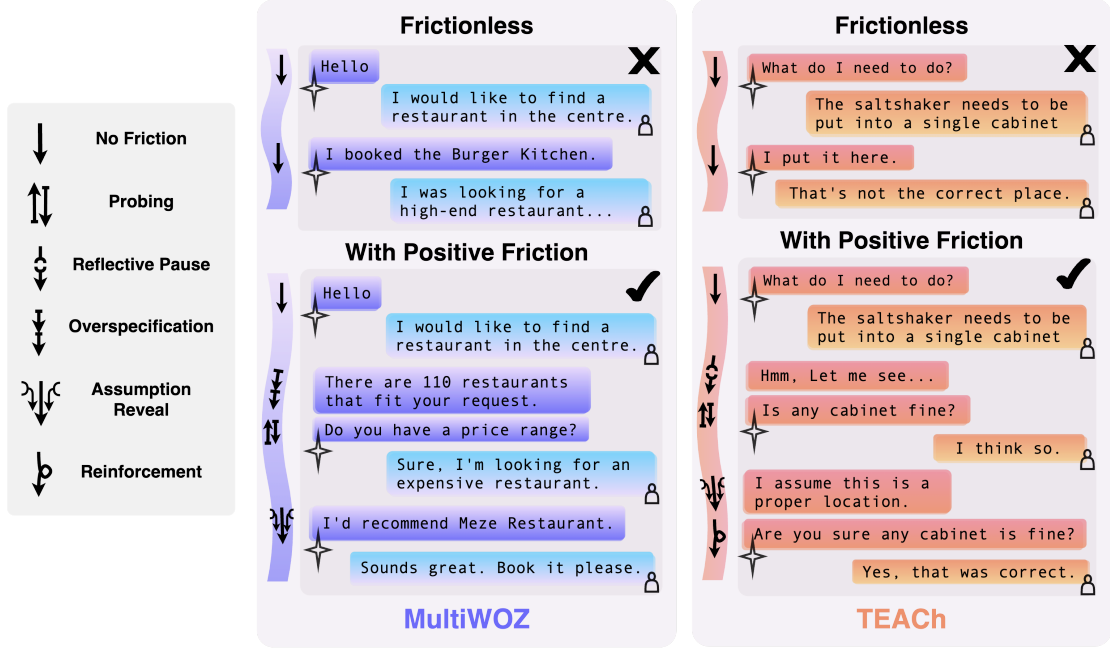 No Friction
Probing
Reflective Pause
Overspecification
Assumption
Reveal
Reinforcement
Frictionless
Hello
I would like to find a
restaurant in the centre.
I booked the Burger Kitchen.
I was looking for a
high-end restaurant...
With Positive Friction
Hello
I would like to find a
restaurant in the centre.
There are 110 restaurants
that fit your request.
Do you have a price range?
Sure, I'm looking for an
expensive restaurant.
I'd recommend Meze Restaurant.
Sounds great. Book it please.
MultiWOZ
Frictionless
What do I need to do?
The saltshaker needs to be
put into a single cabinet
I put it here.
That's not the correct place.
With Positive Friction
What do I need to do?
The saltshaker needs to be
put into a single cabinet
Hmm, Let me see...
Is any cabinet fine?
I think so.
I assume this is a
proper location.
Are you sure any cabinet is fine?
Yes, that was correct.
TEACh